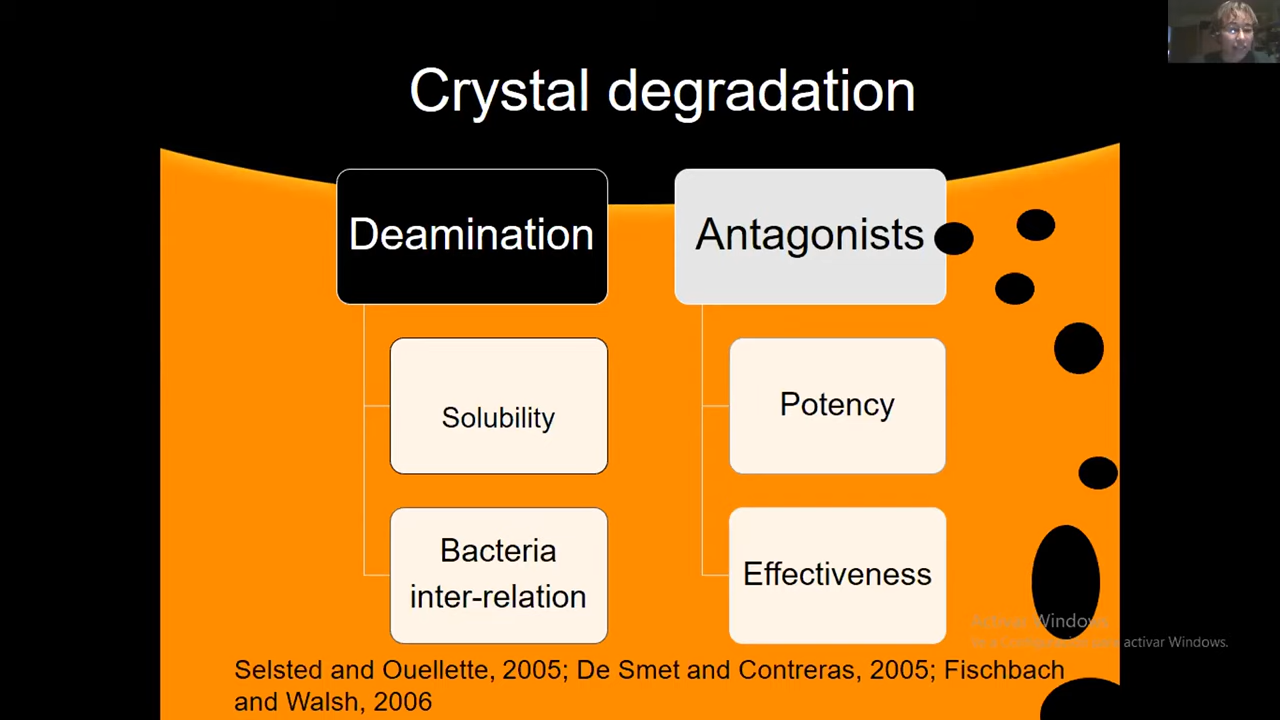 Crystal degradation
Deamination
Antagonists
Solubility
Potency
Bacteria
inter-relation
Effectiveness
Selsted and Ouellette, 2005; De Smet and Contreras, 2005; Fischbach
and Walsh, 2006
Activar Windows
activar Windows.